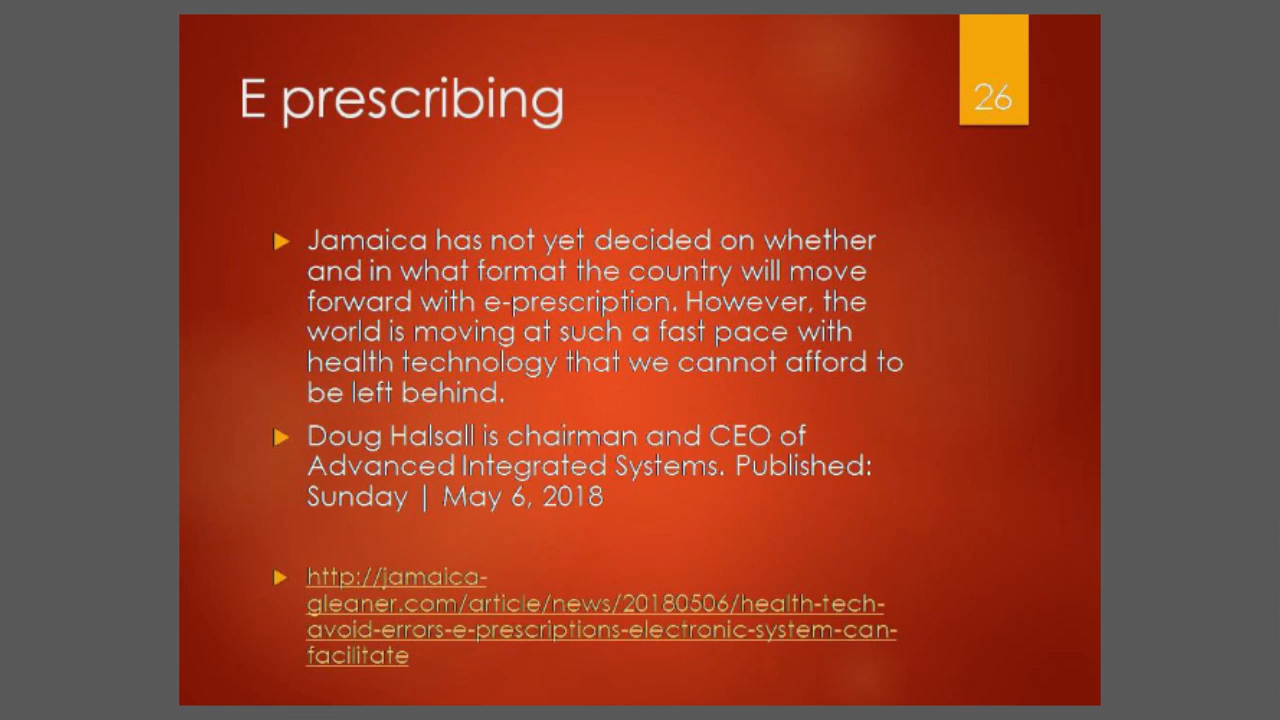 E prescribing
26
Jamaica has not yet decided on whether
and in what format the country will move
forward with e-prescription. However, the
world is moving at such a fast pace with
health technology that we cannot afford to
be left behind.
Doug Halsall is chairman and CEO of
Advanced Integrated Systems. Published:
Sunday | May 6, 2018
http://jamaica-
gleaner.com/article/news/20180506/health-tech-
avoid-errors-e-prescriptions-electronic-system-can-
facilitate